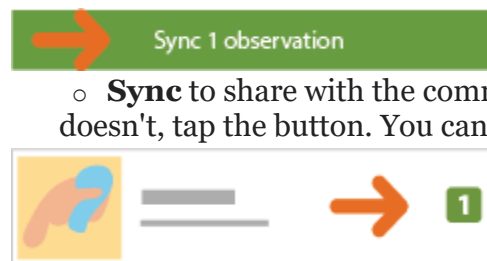 Sync 1 observation
○ Sync to share with the comm
doesn't, tap the button. You can
1